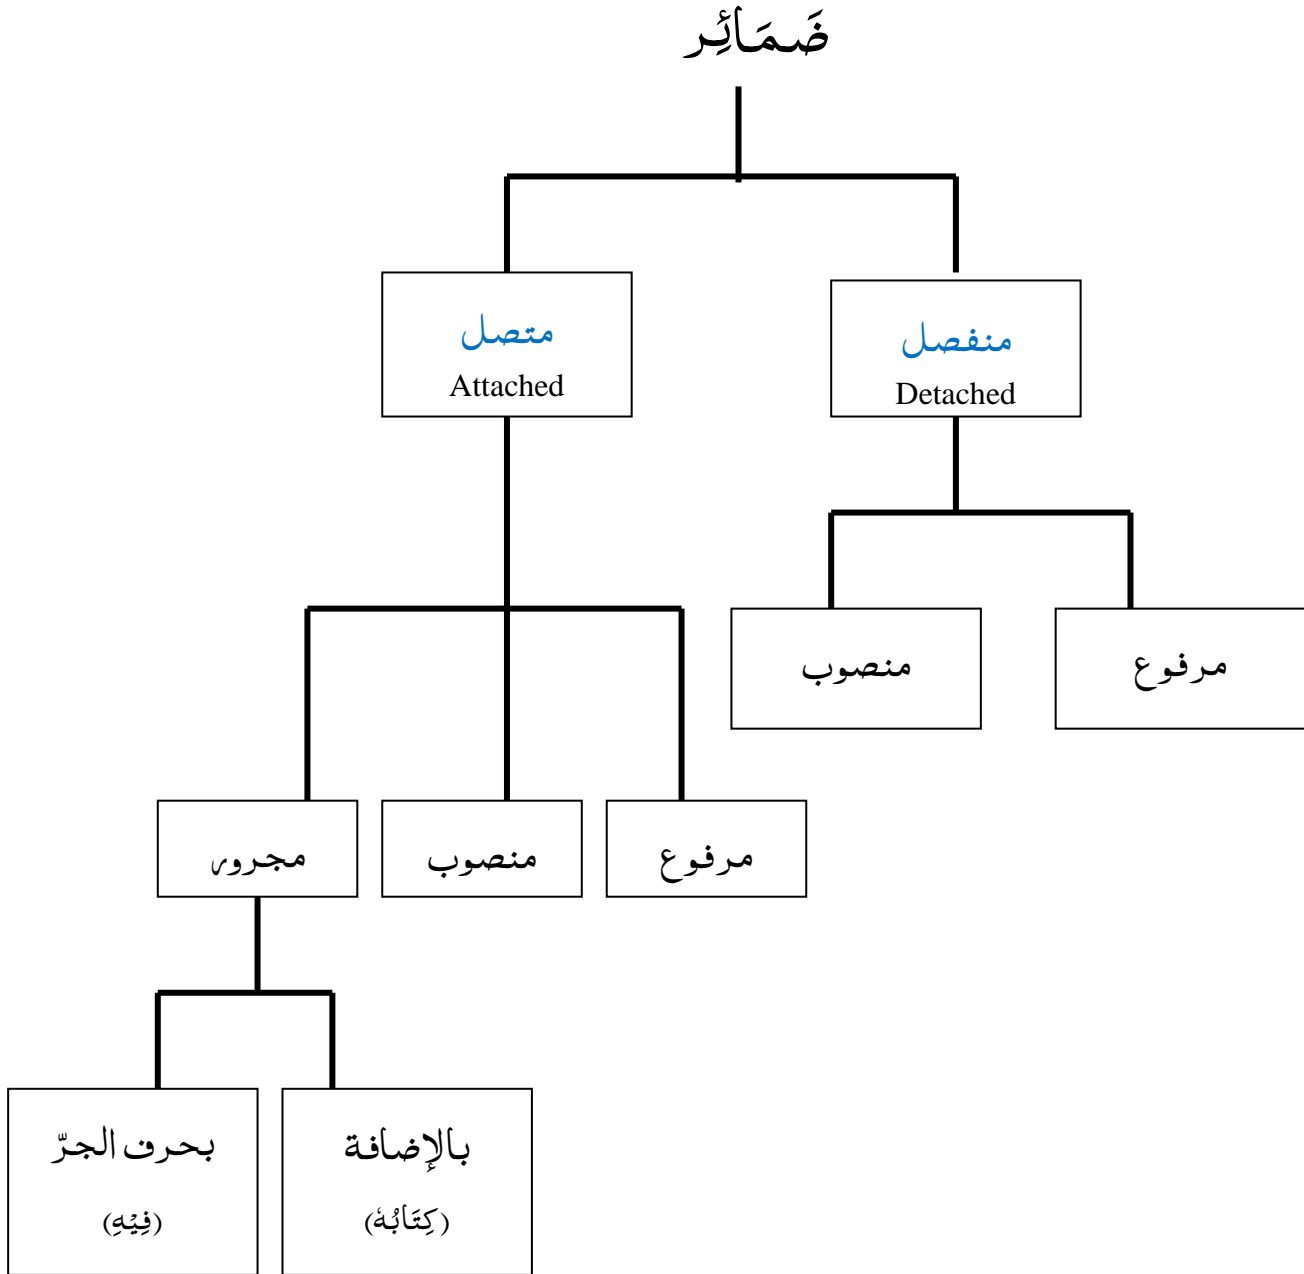 ضَمَائِر
منفصل
Detached
متصل
Attached
مرفوع
منصوب
مرفوع
منصوب
مجرور
بالإضافة
(كِتَابُهٗ)
بحرف الجرّ
(فِيْهِ)